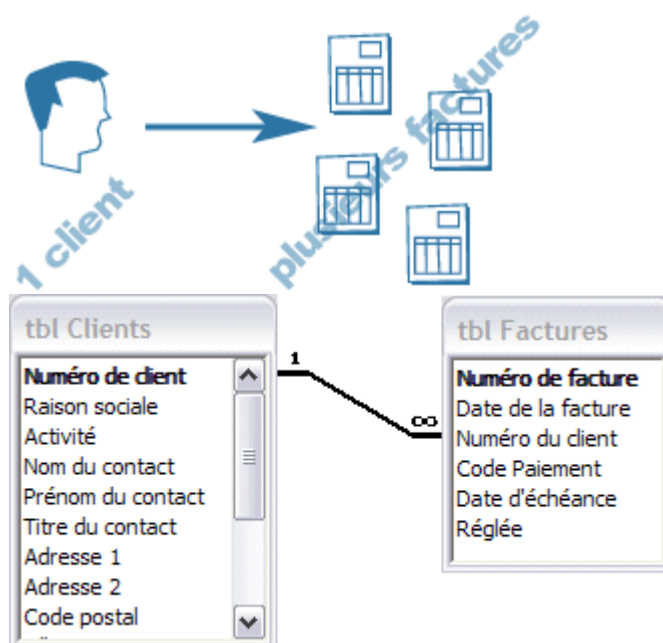 1 client
plusieurs factures
tbl Clients
Numéro de client
Raison sociale
Activité
Nom du contact
Prénom du contact
Titre du contact
Adresse 1
Adresse 2
Code postal
1
∞
tbl Factures
Numéro de facture
Date de la facture
Numéro du client
Code Paiement
Date d'échéance
Réglée